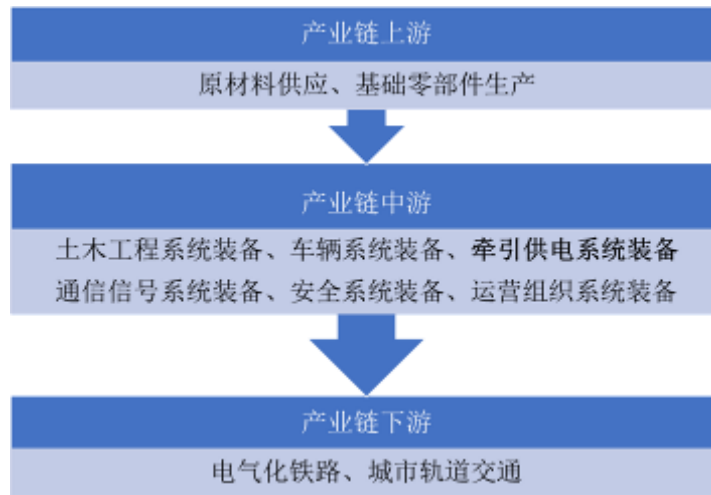 产业链上游
原材料供应、基础零部件生产
产业链中游
土木工程系统装备、车辆系统装备、牵引供电系统装备
通信信号系统装备、安全系统装备、运营组织系统装备
产业链下游
电气化铁路、城市轨道交通